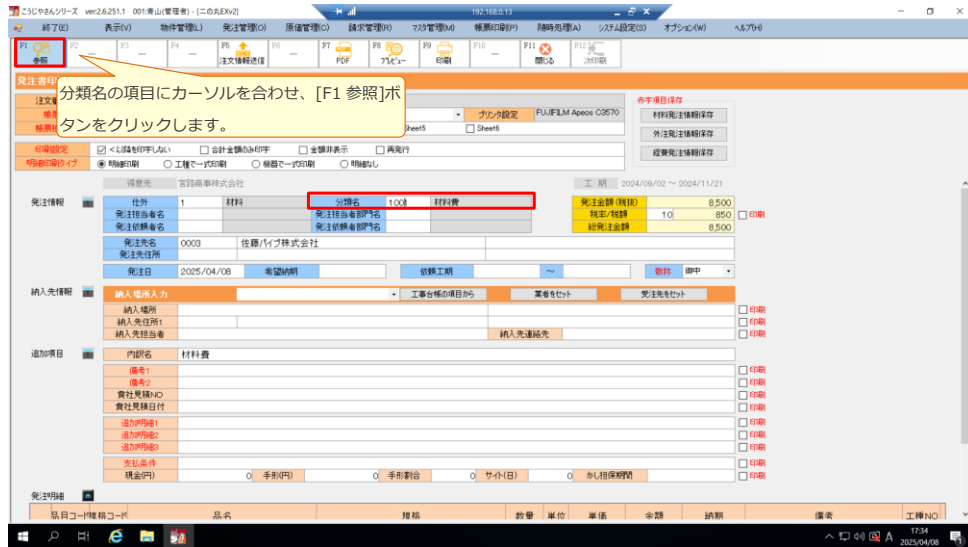 こうじやさんシリーズ ver.2.6.251.1 001:青山(管理者) - [二の丸EXv2]
192.168.0.13
終了(E) 表示(V) 物件管理(L) 発注管理(O) 原価管理(G) 請求管理(R) マスタ管理(M) 帳票印刷(P) 随時処理(A) システム設定(S) オプション(W) ヘルプ(H)
F1 参照
F2
F3
F4
F5 注文情報送信
F6
F7 PDF
F8 プレビュー
F9 印刷
F10
F11 閉じる
F12
発注書印
分類名の項目にカーソルを合わせ、[F1 参照]ボ
タンをクリックします。
プリンタ設定 FUJIFILM Apeos C3570
Sheet5 Sheet6
赤字項目保存
材料発注情報保存
外注発注情報保存
経費発注情報保存
印刷設定 <じ枠を印字しない 合計金額のみ印字 金額非表示 再発行
明細印刷タイプ 明細印刷 工種で一式印刷 機器で一式印刷 明細なし
得意先 宮路商事株式会社 工 期 2024/09/02 ～ 2024/11/21
発注情報 仕外 1 材料 分類名 100 材料費 発注金額(税抜) 8,500
発注担当者名 発注担当者部門名 税率/税額 10 850 印刷
発注依頼者名 発注依頼者部門名 総発注金額 8,500
発注先名 0003 佐藤パイプ株式会社
発注先住所
発注日 2025/04/08 希望納期 依頼工期 ～ 敬称 御中
納入先情報 納入場所入力 工事台帳の項目から 業者をセット 受注先をセット
納入場所 印刷
納入先住所1 印刷
納入先担当者 納入先連絡先 印刷
追加項目 内訳名 材料費
備考1 印刷
備考2 印刷
貴社見積NO 印刷
貴社見積日付 印刷
追加明細1 印刷
追加明細2 印刷
追加明細3 印刷
支払条件 印刷
現金(円) 0 手形(円) 0 手形割合 0 サイト(日) 0 かし担保期間 印刷
発注明細
品目コード 規格コード 品名 規格 数量 単位 単価 金額 納期 備考 工種NO
A 17:34
2025/04/08